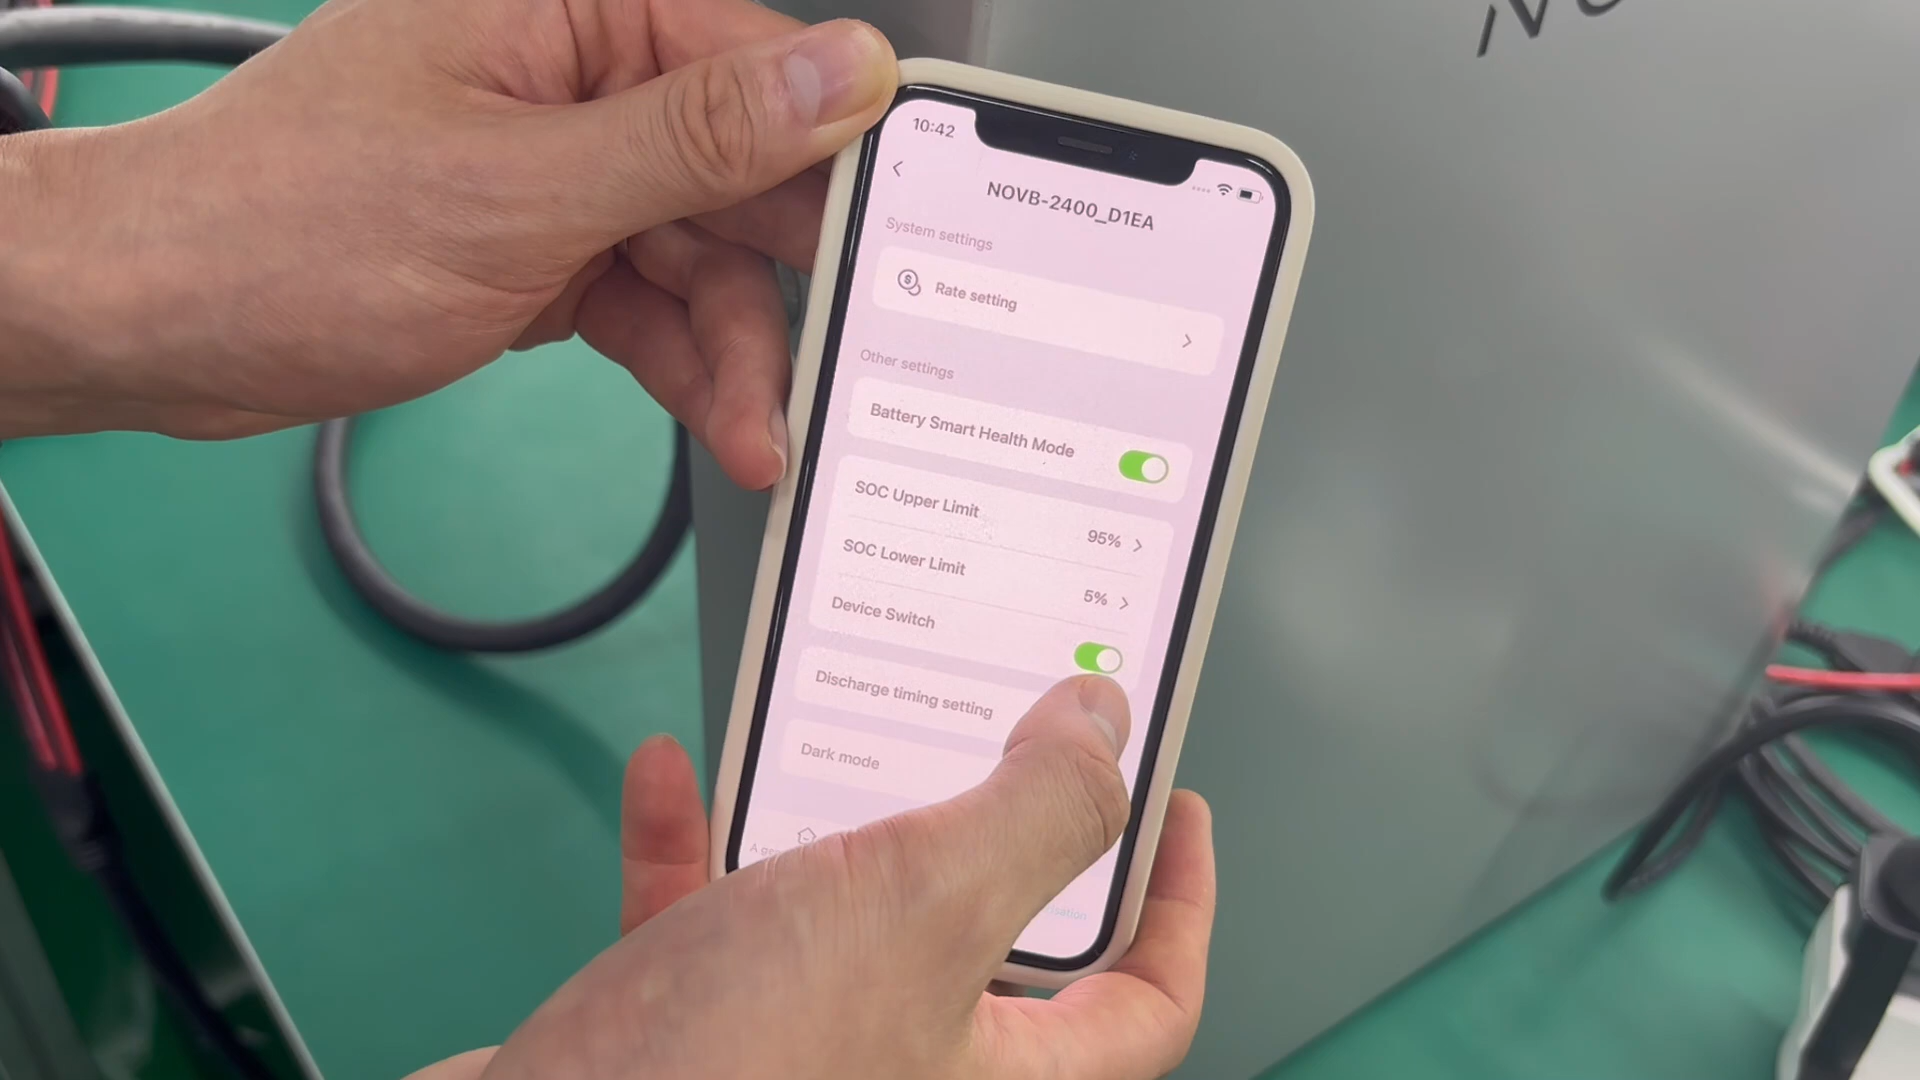 10:42
NOVB-2400_D1EA
System settings
Rate setting
Other settings
Battery Smart Health Mode
SOC Upper Limit
95%
SOC Lower Limit
5%
Device Switch
Discharge timing setting
Dark mode